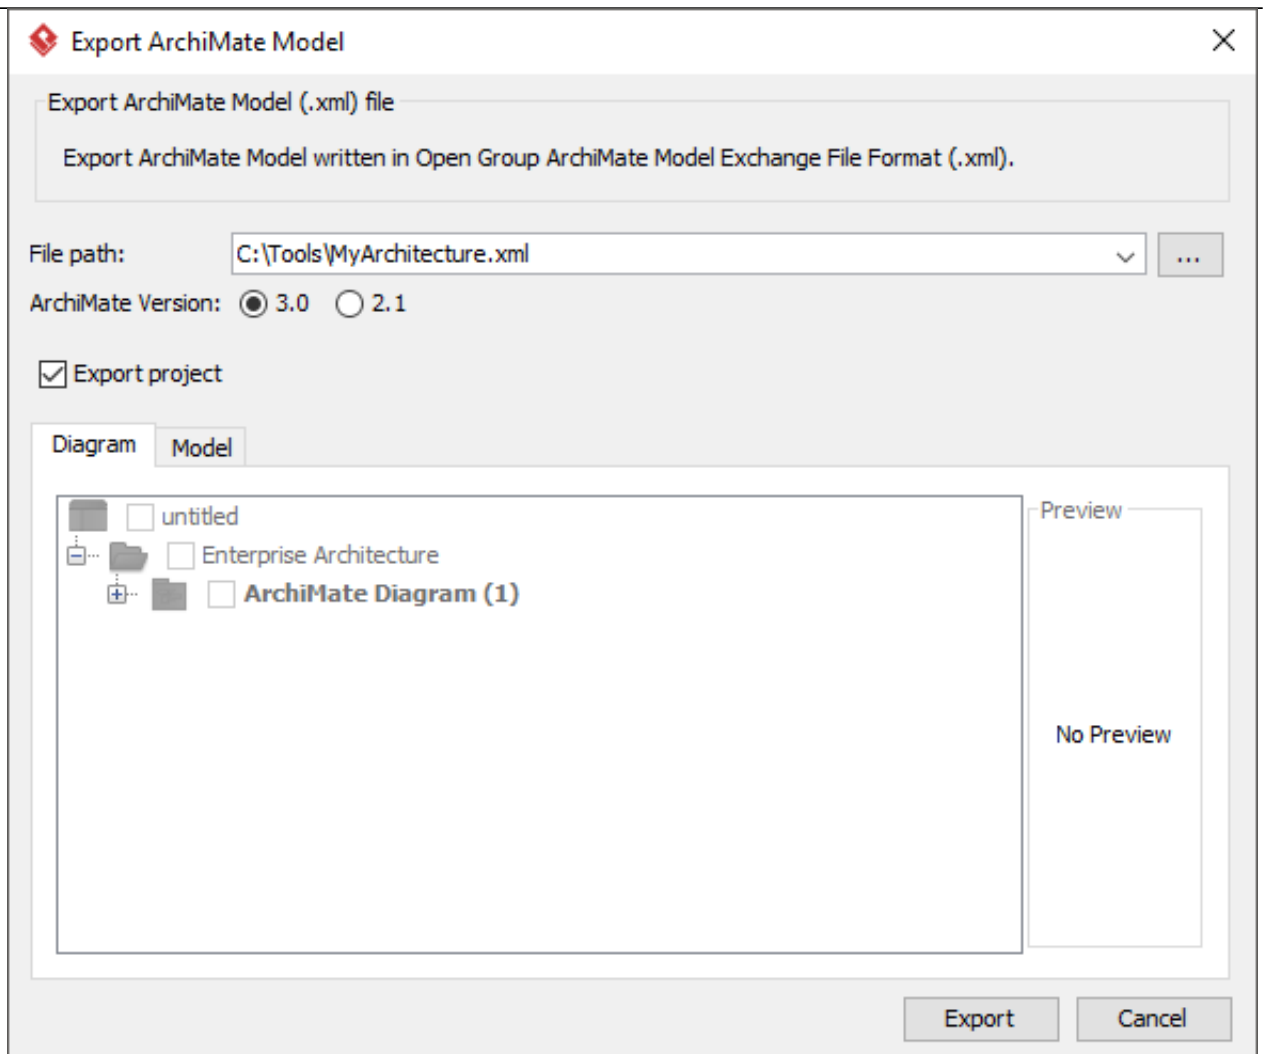 Export ArchiMate Model
Export ArchiMate Model (.xml) file
Export ArchiMate Model written in Open Group ArchiMate Model Exchange File Format (.xml).
File path: C:\Tools\MyArchitecture.xml ...
ArchiMate Version: 3.0 2.1
Export project
Diagram Model
untitled
Enterprise Architecture
ArchiMate Diagram (1)
Preview
No Preview
Export Cancel